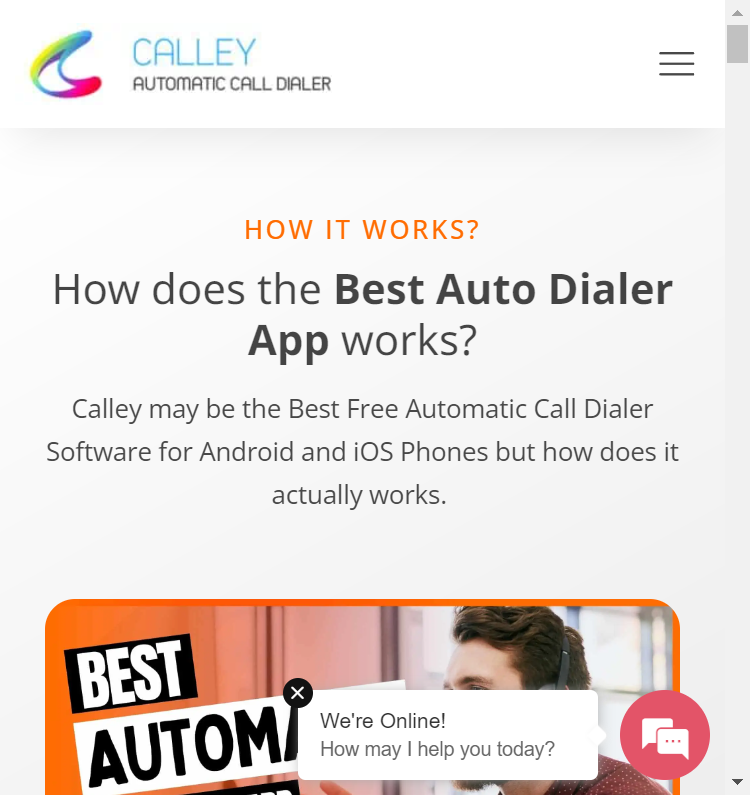 CALLEY
AUTOMATIC CALL DIALER
HOW IT WORKS?
How does the Best Auto Dialer
App works?
Calley may be the Best Free Automatic Call Dialer
Software for Android and iOS Phones but how does it
actually works.
BEST
We're Online!
How may I help you today?